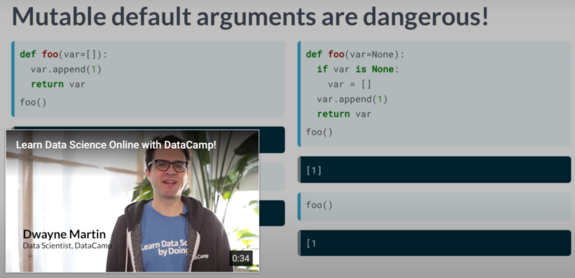 Mutable default arguments are dangerous!
def foo(var=[]):
var.append(1)
return var
foo()
def foo(var=None):
if var is None:
var = []
var.append(1)
return var
foo()
[1]
foo()
[1
Learn Data Science Online with DataCamp!
Learn Data Sc
by Doing
Camp
Dwayne Martin
Data Scientist, DataCamp
0:34